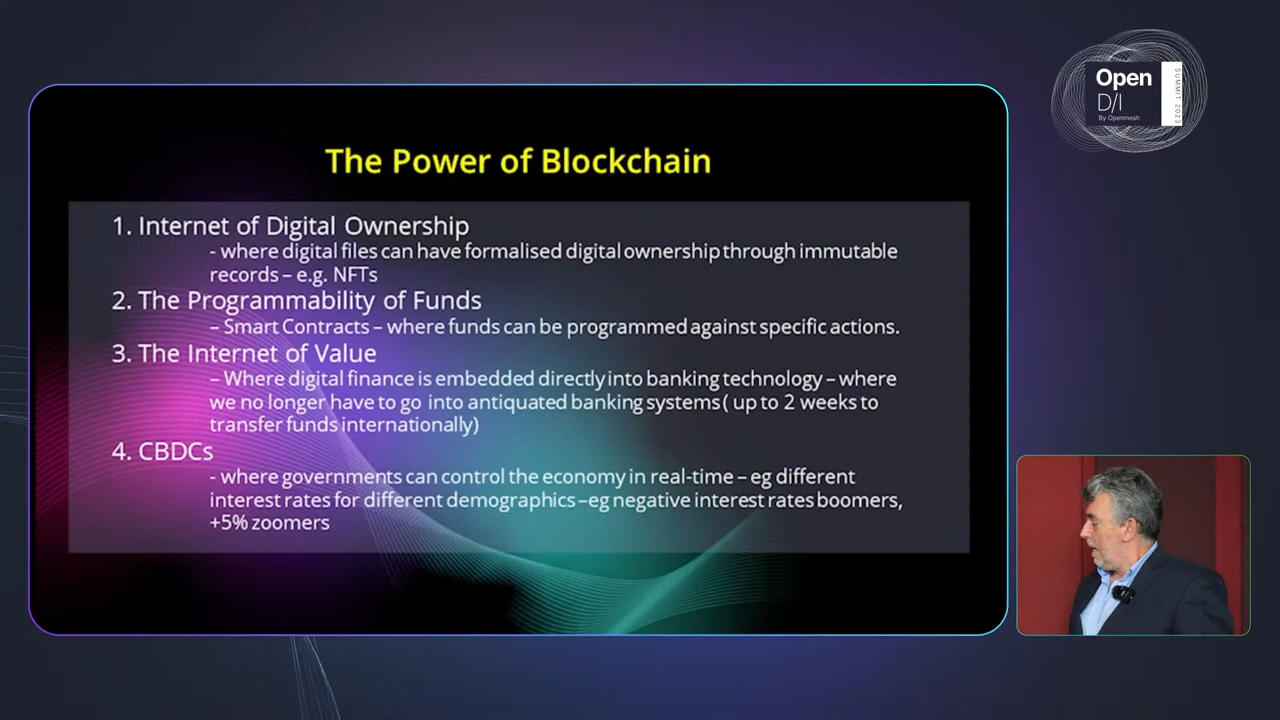 Open
D/I
By Openmesh
SUMMIT 2023
The Power of Blockchain
1. Internet of Digital Ownership
- where digital files can have formalised digital ownership through immutable
records – e.g. NFTs
2. The Programmability of Funds
– Smart Contracts – where funds can be programmed against specific actions.
3. The Internet of Value
– Where digital finance is embedded directly into banking technology – where
we no longer have to go into antiquated banking systems ( up to 2 weeks to
transfer funds internationally)
4. CBDCs
- where governments can control the economy in real-time – eg different
interest rates for different demographics –eg negative interest rates boomers,
+5% zoomers